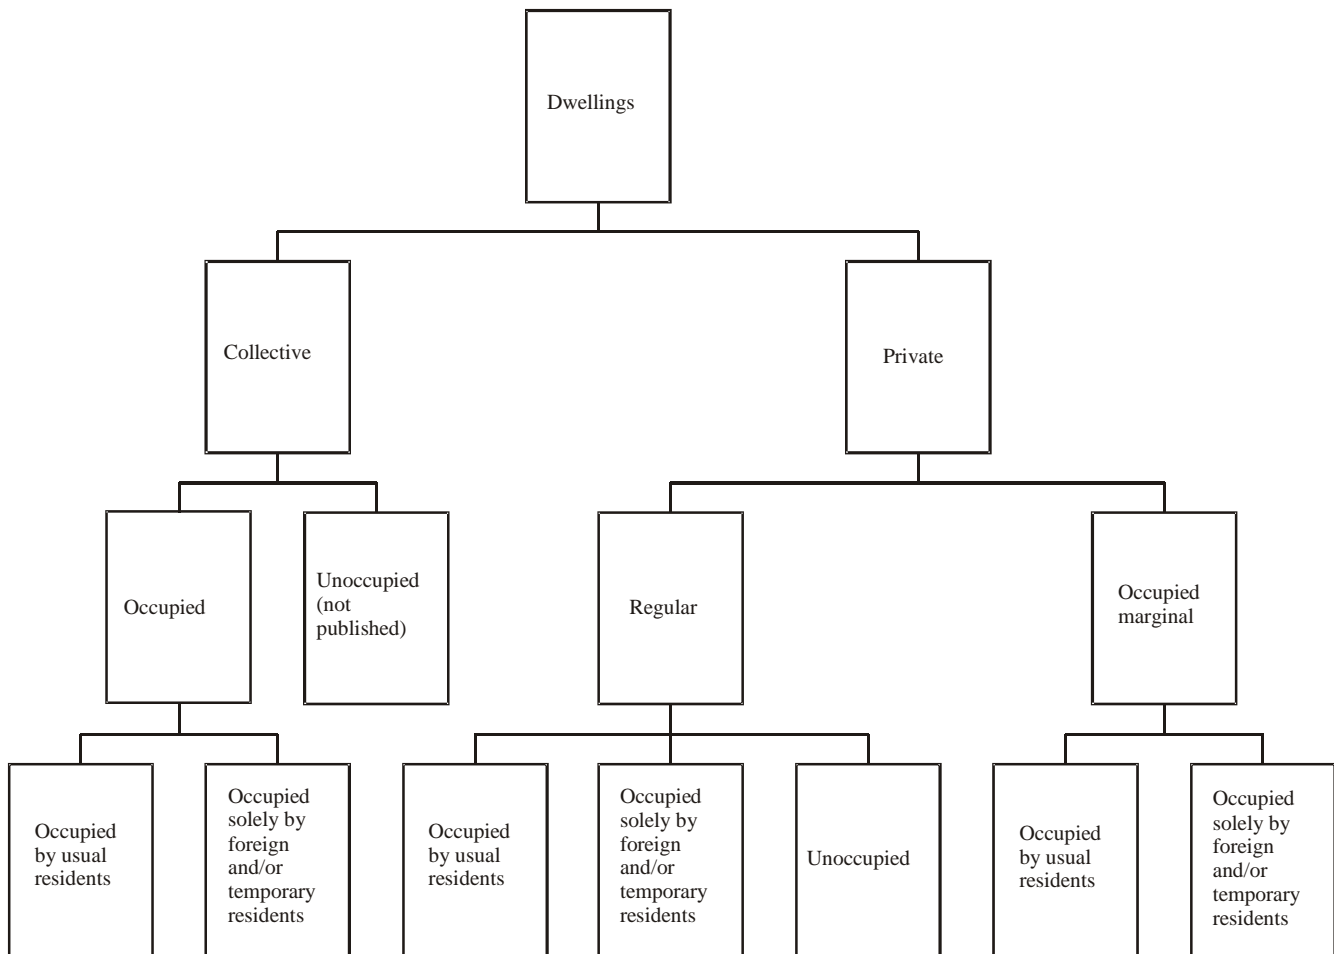 Dwellings
Collective
Private
Occupied
Unoccupied
(not
published)
Regular
Occupied
marginal
Occupied
by usual
residents
Occupied
solely by
foreign
and/or
temporary
residents
Occupied
by usual
residents
Occupied
solely by
foreign
and/or
temporary
residents
Unoccupied
Occupied
by usual
residents
Occupied
solely by
foreign
and/or
temporary
residents